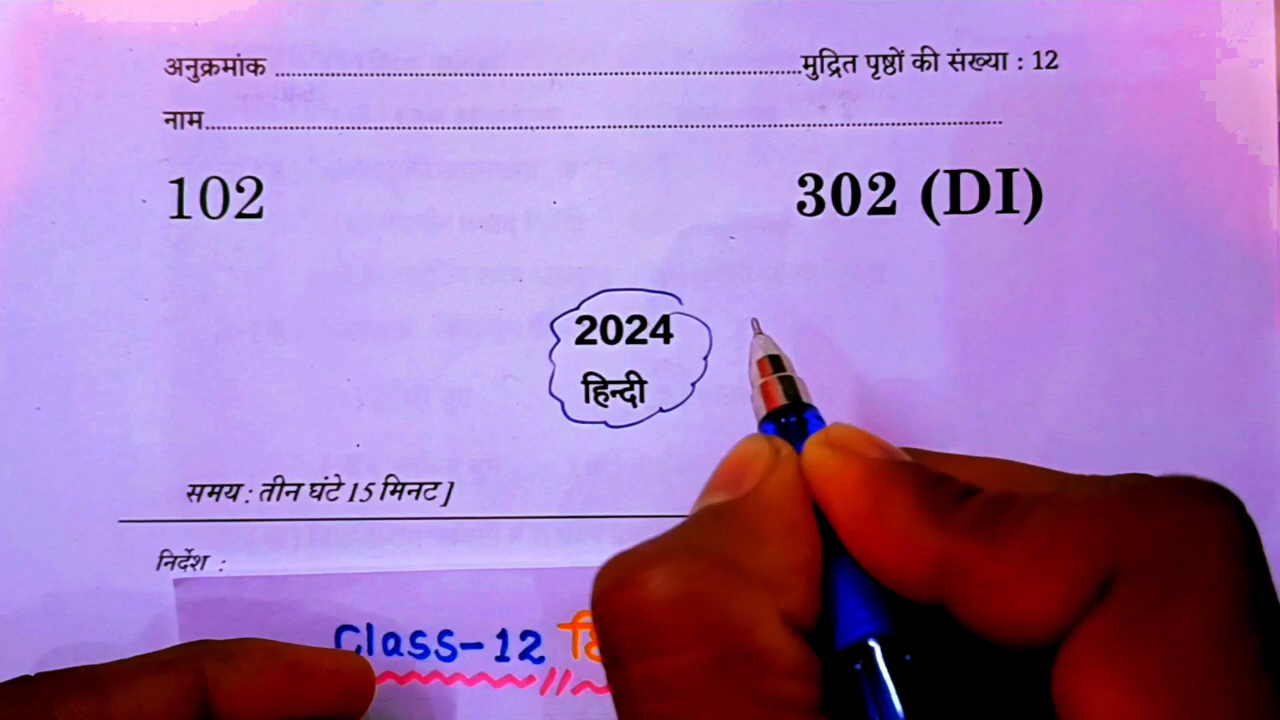 अनुक्रमांक ........................................ मुद्रित पृष्ठों की संख्या : 12
नाम........................................
102 302 (DI)
2024
हिन्दी
समय : तीन घंटे 15 मिनट ]
निर्देश :
Class-12